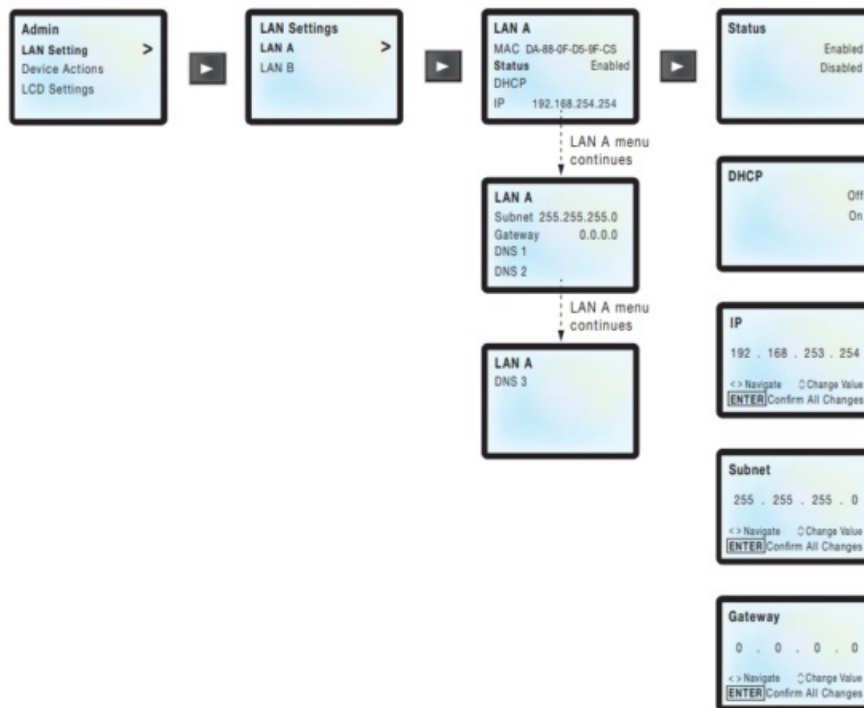 Admin
LAN Setting >
Device Actions
LCD Settings
LAN Settings
LAN A >
LAN B
LAN A
MAC DA-88-0F-D5-9F-CS
Status Enabled
DHCP
IP 192.168.254.254
LAN A menu
continues
LAN A
Subnet 255.255.255.0
Gateway 0.0.0.0
DNS 1
DNS 2
LAN A menu
continues
LAN A
DNS 3
Status
Enabled
Disabled
DHCP
Off
On
IP
192 . 168 . 253 . 254
< > Navigate Change Value
ENTER Confirm All Changes
Subnet
255 . 255 . 255 . 0
< > Navigate Change Value
ENTER Confirm All Changes
Gateway
0 . 0 . 0 . 0
< > Navigate Change Value
ENTER Confirm All Changes